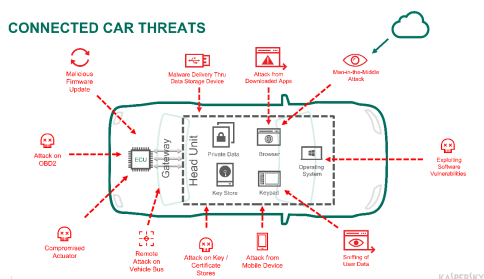 CONNECTED CAR THREATS
Malicious
Firmware
Update
Malware Delivery Thru
Data Storage Device
Attack from
Downloaded Apps
Man-in-the-Middle
Attack
Attack on
OBD2
ECU
Gateway
Head Unit
Private Data
Browser
Operating
System
Key Store
Keypad
Exploiting
Software
Vulnerabilities
Compromised
Actuator
Remote
Attack on
Vehicle Bus
Attack on Key /
Certificate
Stores
Attack from
Mobile Device
Sniffing of
User Data
KASPERSKY